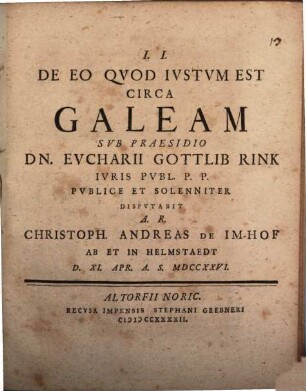 I. I.
DE EO QVOD IVSTVM EST
CIRCA
GALEAM
SVB PRAESIDIO
DN. EVCHARII GOTTLIB RINK
IVRIS PVBL. P. P.
PVBLICE ET SOLENNITER
DISPVTABIT
A. R.
CHRISTOPH. ANDREAS DE IM-HOF
AB ET IN HELMSTAEDT
D. XI. APR. A. S. MDCCXXVI.
ALTORFII NORIC.
RECVSA IMPENSIS STEPHANI GREBNERI
CIƆIƆCCXXXXII.